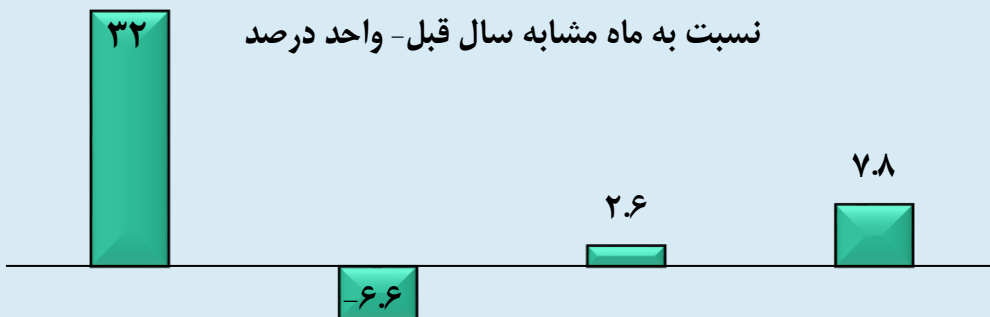 نسبت به ماه مشابه سال قبل- واحد درصد
۳۲
۷.۸
۲.۶
-۶.۶